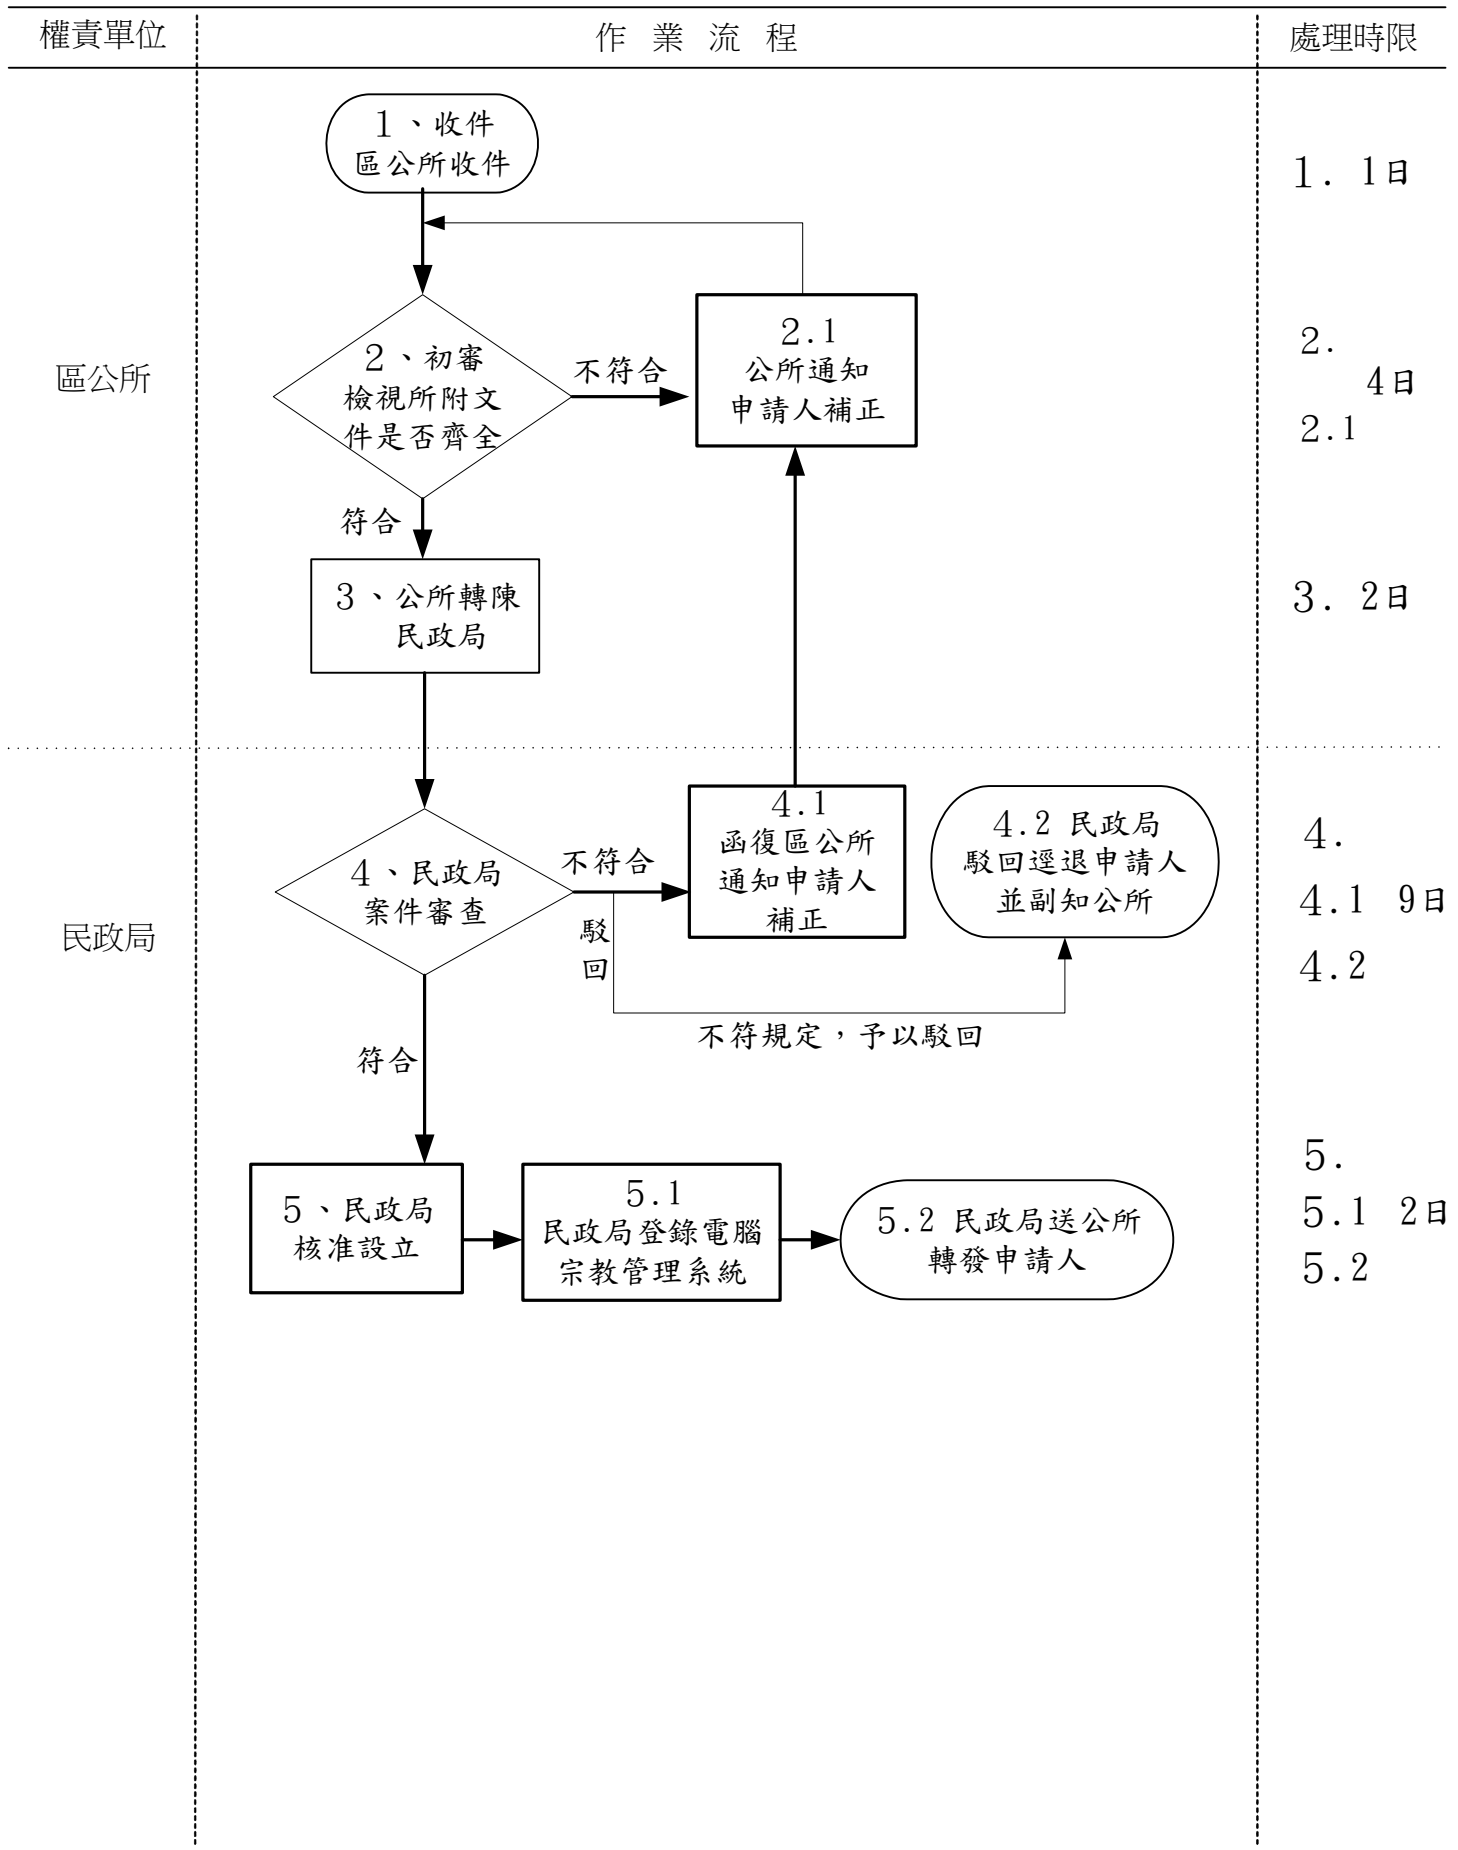 權責單位
作 業 流 程
處理時限
1、收件
區公所收件
1. 1日
區公所
2、初審
檢視所附文
件是否齊全
不符合
2.1
公所通知
申請人補正
2.
4日
2.1
符合
3、公所轉陳
民政局
3. 2日
民政局
4、民政局
案件審查
不符合
4.1
函復區公所
通知申請人
補正
4.2 民政局
駁回逕退申請人
並副知公所
4.
4.1 9日
4.2
駁
回
不符規定，予以駁回
符合
5、民政局
核准設立
5.1
民政局登錄電腦
宗教管理系統
5.2 民政局送公所
轉發申請人
5.
5.1 2日
5.2